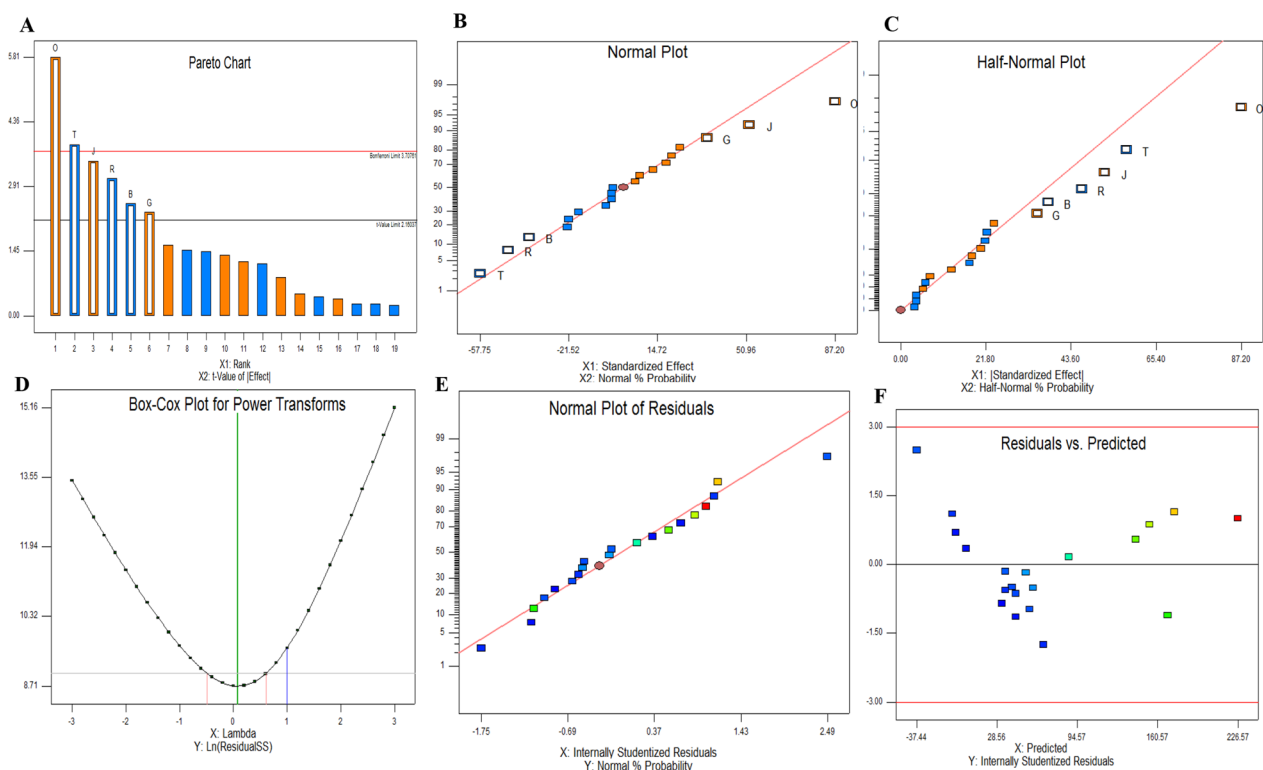 A
Pareto Chart
5.81
4.36
2.91
1.45
0.00
O
T
J
R
B
G
Bonferroni Limit 3.70751
t-Value Limit 2.16037
1 2 3 4 5 6 7 8 9 10 11 12 13 14 15 16 17 18 19
X1: Rank
X2: t-Value of |Effect|
B
Normal Plot
99
95
90
80
70
50
30
20
10
5
1
O
J
G
B
R
T
-57.75 -21.52 14.72 50.96 87.20
X1: Standardized Effect
X2: Normal % Probability
C
Half-Normal Plot
O
T
J
R
B
G
0.00 21.80 43.60 65.40 87.20
X1: |Standardized Effect|
X2: Half-Normal % Probability
D
Box-Cox Plot for Power Transforms
15.16
13.55
11.94
10.32
8.71
-3 -2 -1 0 1 2 3
X: Lambda
Y: Ln(ResidualSS)
E
Normal Plot of Residuals
99
95
90
80
70
50
30
20
10
5
1
-1.75 -0.69 0.37 1.43 2.49
X: Internally Studentized Residuals
Y: Normal % Probability
F
Residuals vs. Predicted
3.00
1.50
0.00
-1.50
-3.00
-37.44 28.56 94.57 160.57 226.57
X: Predicted
Y: Internally Studentized Residuals